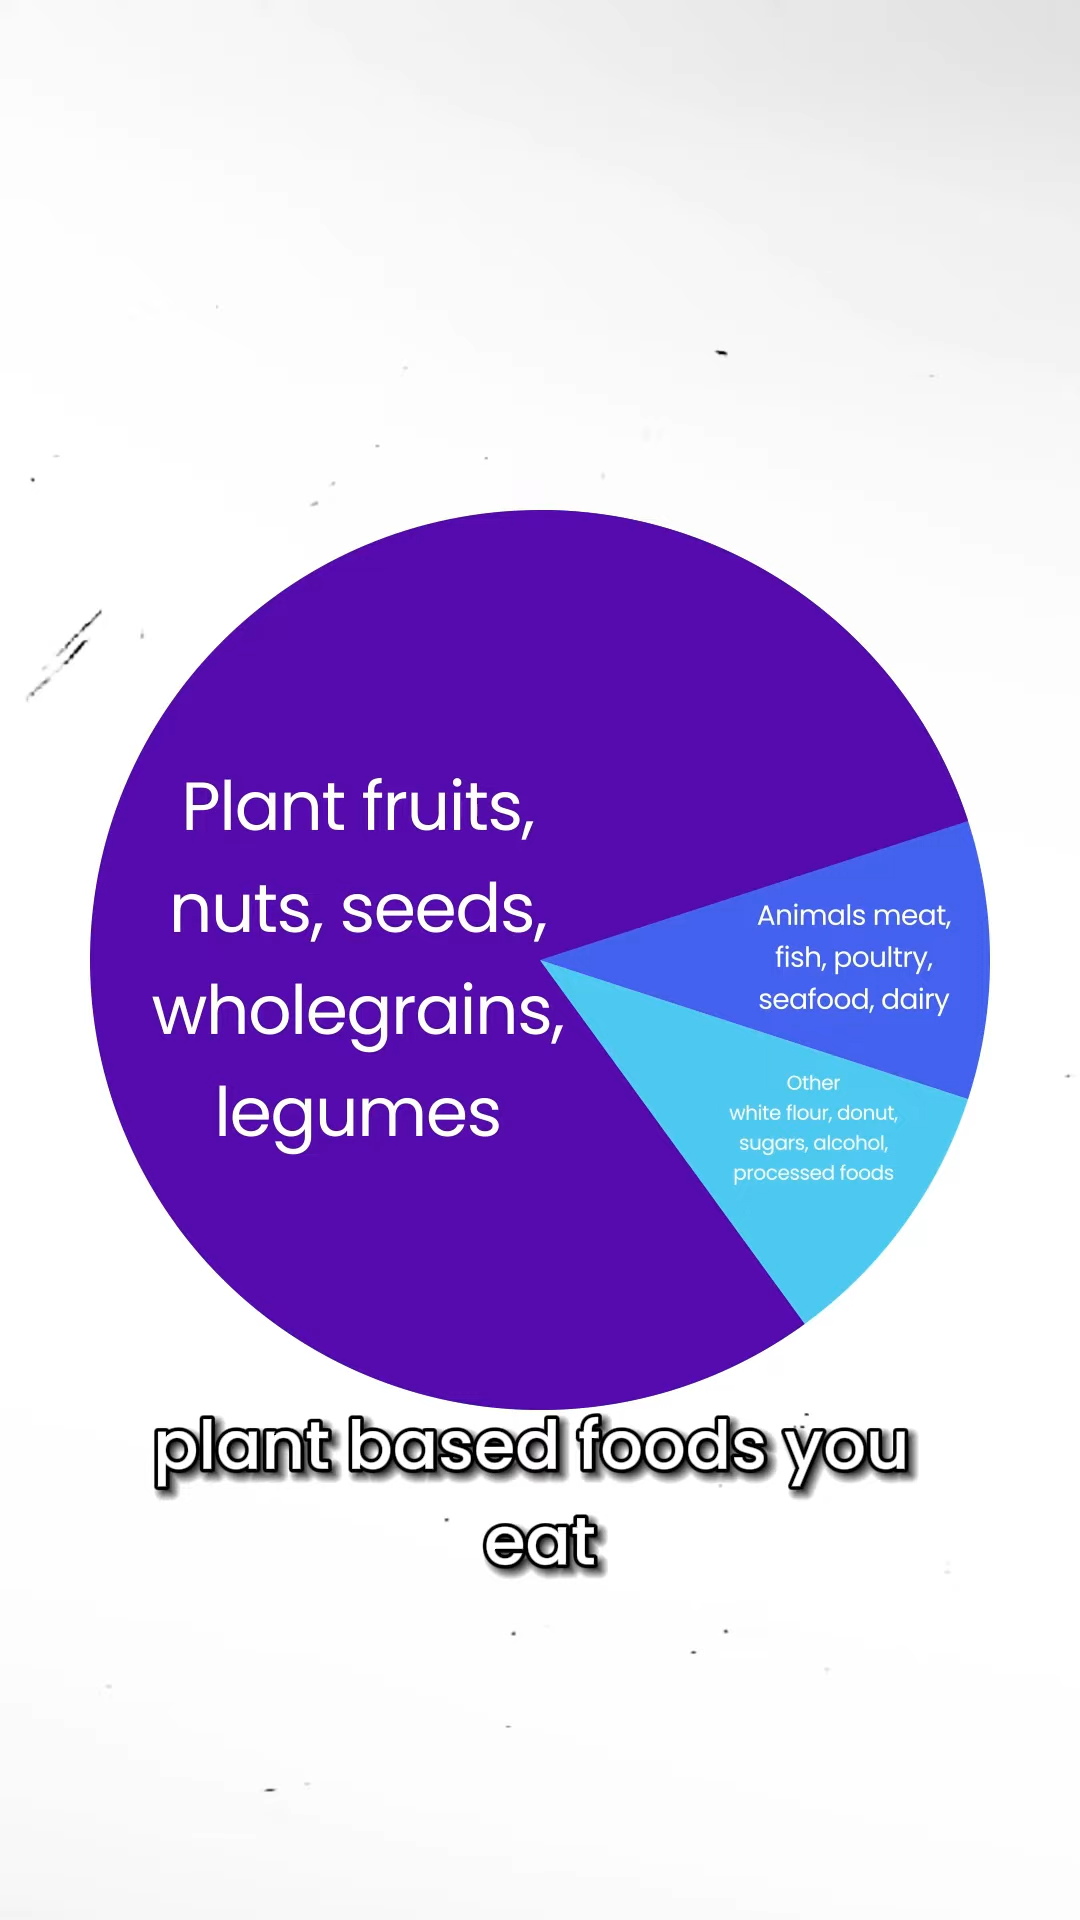 Plant fruits,
nuts, seeds,
wholegrains,
legumes
Animals meat,
fish, poultry,
seafood, dairy
Other
white flour, donut,
sugars, alcohol,
processed foods
plant based foods you
eat